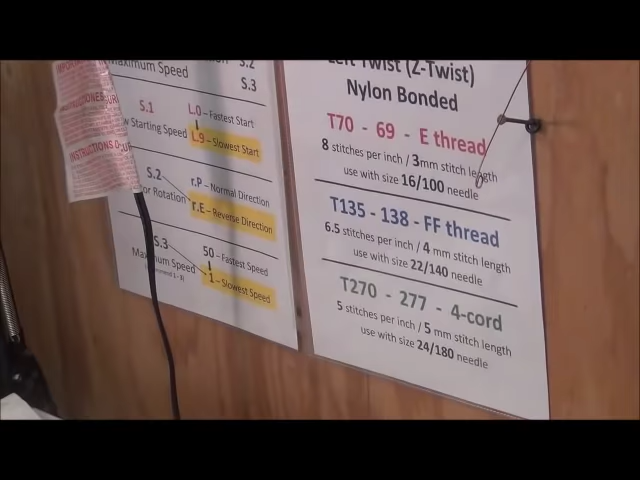 Maximum Speed
S.2
S.3
S.1
L.0 – Fastest Start
Starting Speed
L.9 – Slowest Start
S.2
r.P – Normal Direction
or Rotation
r.E – Reverse Direction
S.3
50 – Fastest Speed
Maximum Speed
1 – Slowest Speed
Left Twist (Z-Twist)
Nylon Bonded
T70 - 69 - E thread
8 stitches per inch / 3mm stitch length
use with size 16/100 needle
T135 - 138 - FF thread
6.5 stitches per inch / 4 mm stitch length
use with size 22/140 needle
T270 - 277 - 4-cord
5 stitches per inch / 5 mm stitch length
use with size 24/180 needle